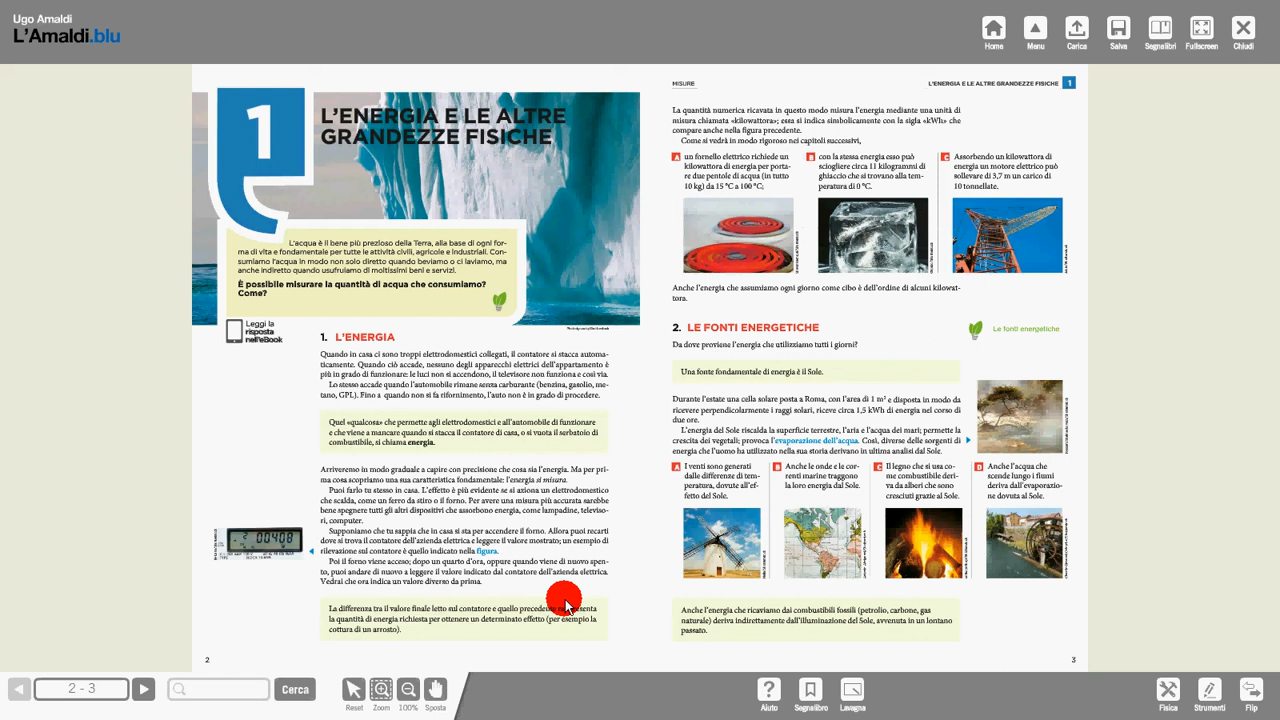 Ugo Amaldi
L'Amaldi.blu
Home
Menu
Carica
Salva
Segnalibri
Fullscreen
Chiudi
1
L'ENERGIA E LE ALTRE
GRANDEZZE FISICHE
L'acqua è il bene più prezioso della Terra, alla base di ogni for-
ma di vita e fondamentale per tutte le attività civili, agricole e industriali. Con-
sumiamo l'acqua in modo non solo diretto quando beviamo o ci laviamo, ma
anche indiretto quando usufruiamo di moltissimi beni e servizi.
È possibile misurare la quantità di acqua che consumiamo?
Come?
Leggi la
risposta
nell'eBook
1. L'ENERGIA
Quando in casa ci sono troppi elettrodomestici collegati, il contatore si stacca automa-
ticamente. Quando ciò accade, nessuno degli apparecchi elettrici dell'appartamento è
più in grado di funzionare: le luci non si accendono, il televisore non funziona e così via.
Lo stesso accade quando l'automobile rimane senza carburante (benzina, gasolio, me-
tano, GPL). Fino a quando non si fa rifornimento, l'auto non è in grado di procedere.
Quel «qualcosa» che permette agli elettrodomestici e all'automobile di funzionare
e che viene a mancare quando si stacca il contatore di casa, o si vuota il serbatoio di
combustibile, si chiama energia.
Arriveremo in modo graduale a capire con precisione che cosa sia l'energia. Ma per pri-
ma cosa scopriamo una sua caratteristica fondamentale: l'energia si misura.
Puoi farlo tu stesso in casa. L'effetto è più evidente se si aziona un elettrodomestico
che scalda, come un ferro da stiro o il forno. Per avere una misura più accurata sarebbe
bene spegnere tutti gli altri dispositivi che assorbono energia, come lampadine, televiso-
ri, computer.
Supponiamo che tu sappia che in casa si sta per accendere il forno. Allora puoi recarti
dove si trova il contatore dell'azienda elettrica e leggere il valore mostrato; un esempio di
rilevazione sul contatore è quello indicato nella figura.
Poi il forno viene acceso; dopo un quarto d'ora, oppure quando viene di nuovo spen-
to, puoi andare di nuovo a leggere il valore indicato dal contatore dell'azienda elettrica.
Vedrai che ora indica un valore diverso da prima.
La differenza tra il valore finale letto sul contatore e quello precedente rappresenta
la quantità di energia richiesta per ottenere un determinato effetto (per esempio la
cottura di un arrosto).
2
MISURE
L'ENERGIA E LE ALTRE GRANDEZZE FISICHE 1
La quantità numerica ricavata in questo modo misura l'energia mediante una unità di
misura chiamata «kilowattora»; essa si indica simbolicamente con la sigla «kWh» che
compare anche nella figura precedente.
Come si vedrà in modo rigoroso nei capitoli successivi,
A un fornello elettrico richiede un
kilowattora di energia per porta-
re due pentole di acqua (in tutto
10 kg) da 15 °C a 100 °C;
B con la stessa energia esso può
sciogliere circa 11 kilogrammi di
ghiaccio che si trovano alla tem-
peratura di 0 °C.
C Assorbendo un kilowattora di
energia un motore elettrico può
sollevare di 3,7 m un carico di
10 tonnellate.
Anche l'energia che assumiamo ogni giorno come cibo è dell'ordine di alcuni kilowat-
tora.
2. LE FONTI ENERGETICHE
Le fonti energetiche
Da dove proviene l'energia che utilizziamo tutti i giorni?
Una fonte fondamentale di energia è il Sole.
Durante l'estate una cella solare posta a Roma, con l'area di 1 m² e disposta in modo da
ricevere perpendicolarmente i raggi solari, riceve circa 1,5 kWh di energia nel corso di
due ore.
L'energia del Sole riscalda la superficie terrestre, l'aria e l'acqua dei mari; permette la
crescita dei vegetali; provoca l'evaporazione dell'acqua. Così, diverse delle sorgenti di
energia che l'uomo ha utilizzato nella sua storia derivano in ultima analisi dal Sole.
A I venti sono generati
dalle differenze di tem-
peratura, dovute all'ef-
fetto del Sole.
B Anche le onde e le cor-
renti marine traggono
la loro energia dal Sole.
C Il legno che si usa co-
me combustibile deri-
va da alberi che sono
cresciuti grazie al Sole.
D Anche l'acqua che
scende lungo i fiumi
deriva dall'evaporazio-
ne dovuta al Sole.
Anche l'energia che ricaviamo dai combustibili fossili (petrolio, carbone, gas
naturale) deriva indirettamente dall'illuminazione del Sole, avvenuta in un lontano
passato.
3
2 - 3
Cerca
Reset
Zoom
100%
Sposta
Aiuto
Segnalibro
Lavagna
Fisica
Strumenti
Flip